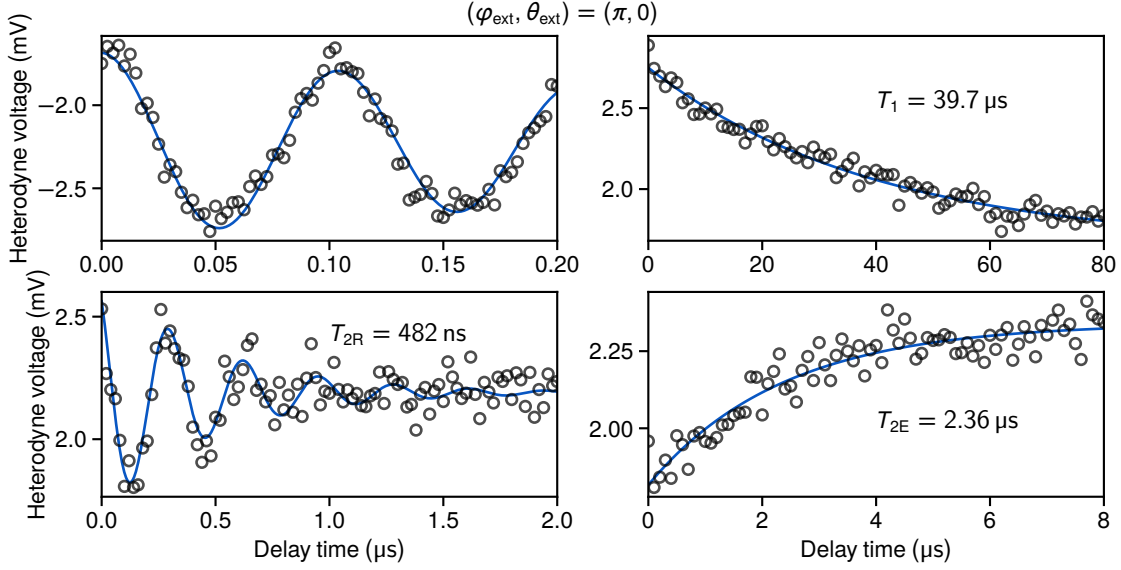 (φext, θext) = (π, 0)
Heterodyne voltage (mV)
−2.0
−2.5
0.00 0.05 0.10 0.15 0.20
2.5
2.0
T1 = 39.7 μs
0 20 40 60 80
Heterodyne voltage (mV)
2.5
2.0
T2R = 482 ns
0.0 0.5 1.0 1.5 2.0
Delay time (μs)
2.25
2.00
T2E = 2.36 μs
0 2 4 6 8
Delay time (μs)